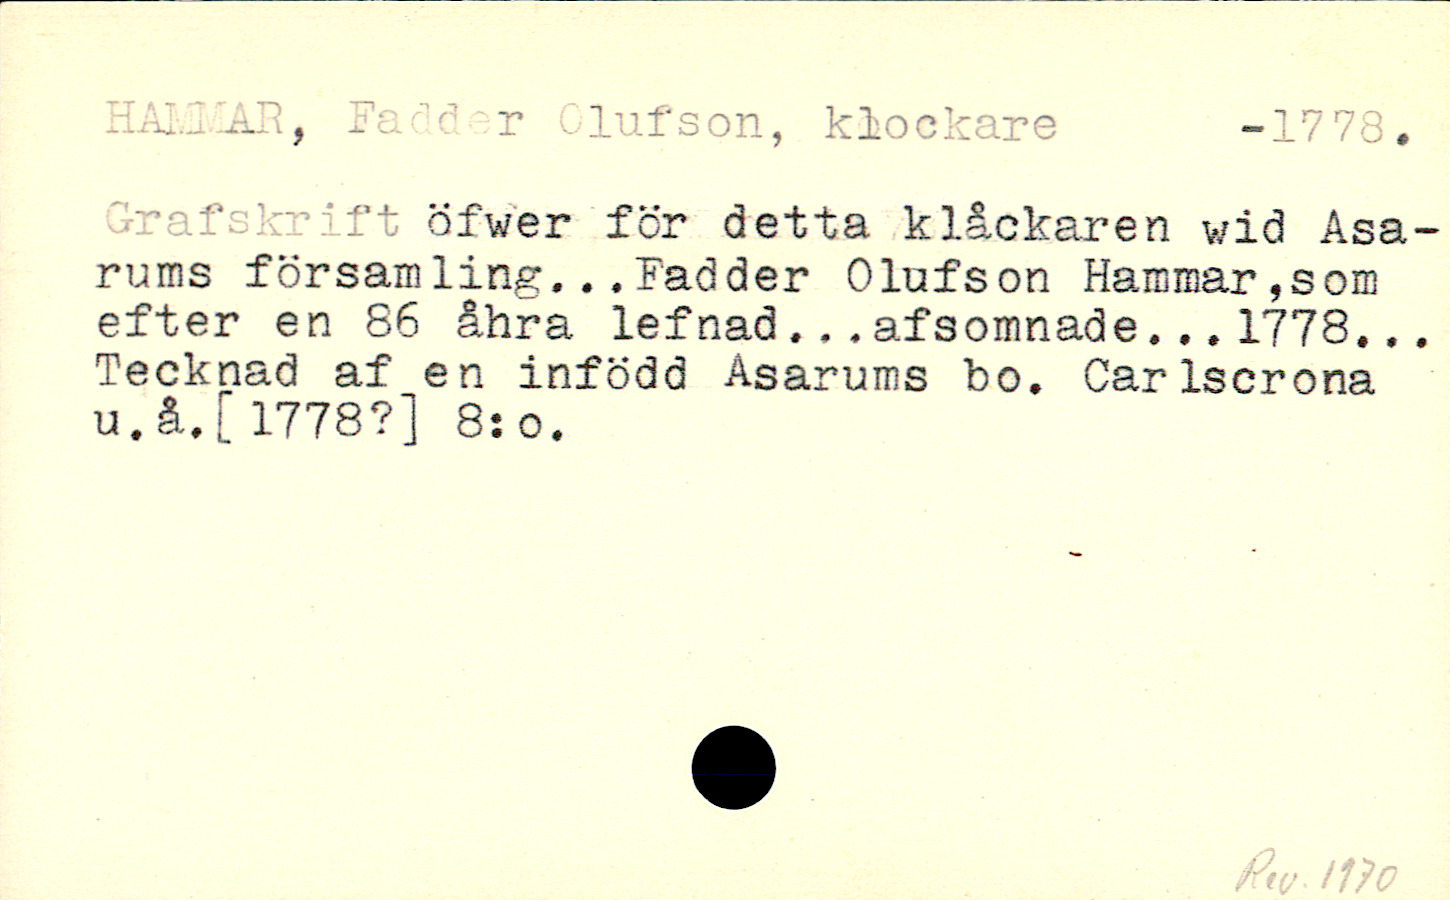 HAMMAR, Fadder Olufson, klockare -1778.
Grafskrift öfwer för detta klåckaren wid Asa-
rums församling...Fadder Olufson Hammar,som
efter en 86 åhra lefnad...afsomnade...1778...
Tecknad af en infödd Asarums bo. Carlscrona
u.å.[1778?] 8:o.
Rev. 1970